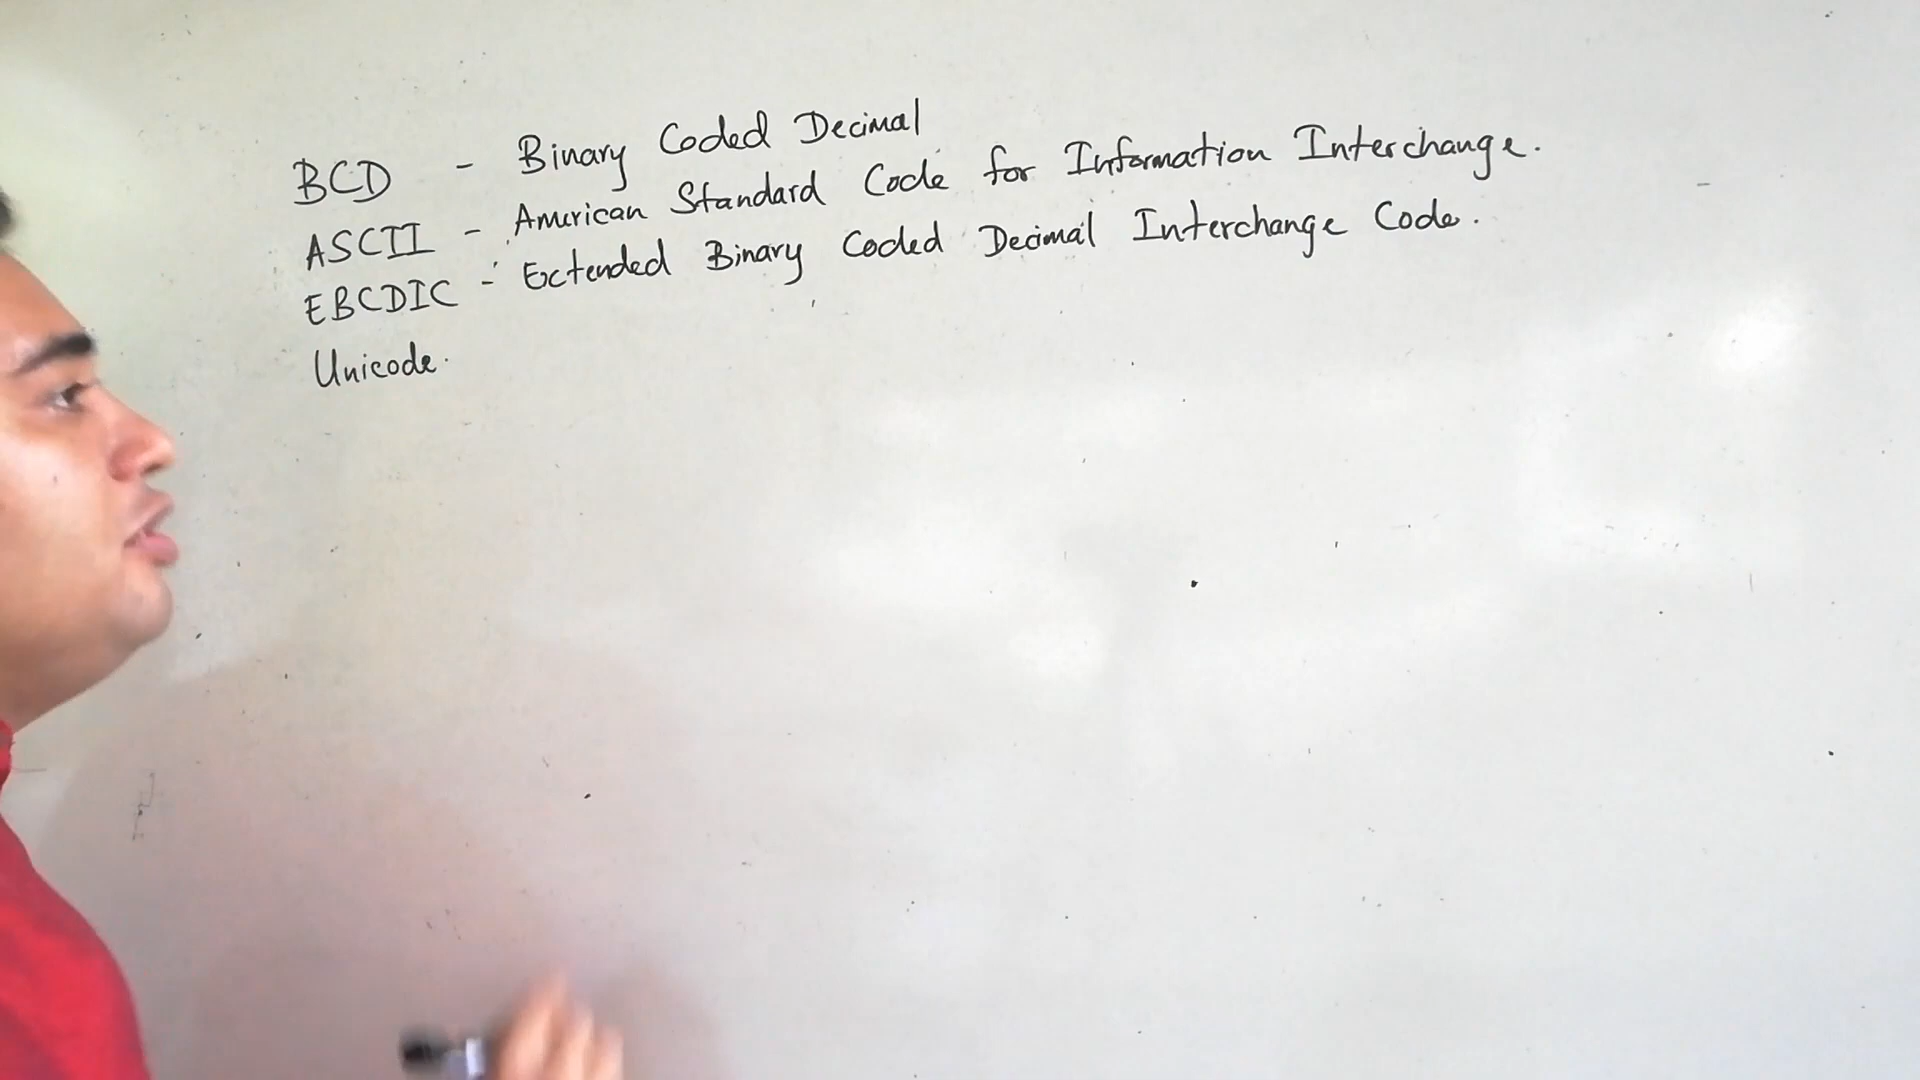 BCD - Binary Coded Decimal
ASCII - American Standard Code for Information Interchange.
EBCDIC - Extended Binary Coded Decimal Interchange Code.
Unicode.